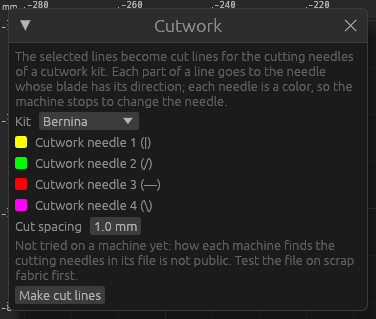 mm -280 -260 -240 -220
Cutwork
The selected lines become cut lines for the cutting needles
of a cutwork kit. Each part of a line goes to the needle
whose blade has its direction; each needle is a color, so the
machine stops to change the needle.
Kit Bernina
Cutwork needle 1 (|)
Cutwork needle 2 (/)
Cutwork needle 3 (—)
Cutwork needle 4 (\)
Cut spacing 1.0 mm
Not tried on a machine yet: how each machine finds the
cutting needles in its file is not public. Test the file on scrap
fabric first.
Make cut lines